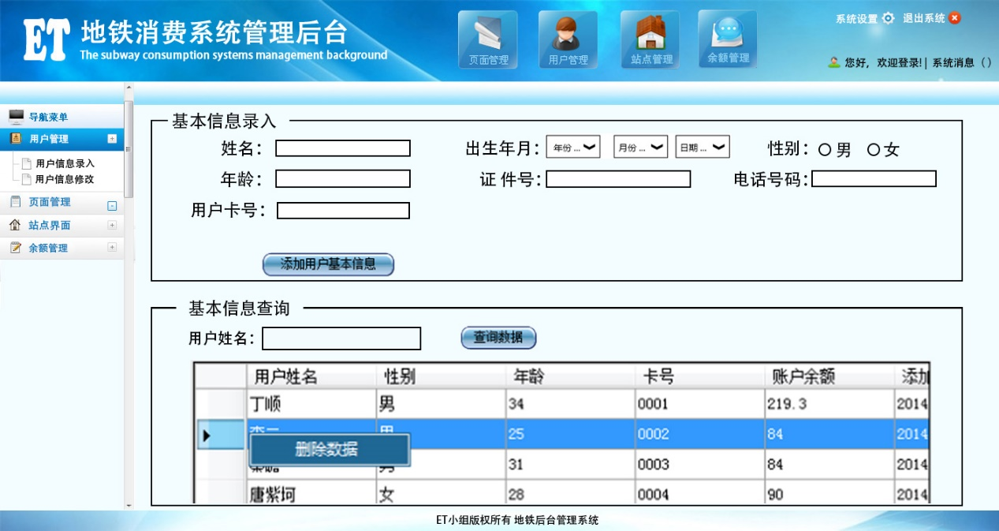 ET 地铁消费系统管理后台
The subway consumption systems management background
页面管理 用户管理 站点管理 余额管理
系统设置 退出系统
您好，欢迎登录!| 系统消息（）
导航菜单
用户管理
用户信息录入
用户信息修改
页面管理
站点界面
余额管理
基本信息录入
姓名： 出生年月： 年份 ... 月份 ... 日期 ... 性别： 男 女
年龄： 证 件号： 电话号码：
用户卡号：
添加用户基本信息
基本信息查询
用户姓名： 查询数据
用户姓名 性别 年龄 卡号 账户余额 添加
丁顺 男 34 0001 219.3 2014
25 0002 84 2014
删除数据
31 0003 84 2014
唐紫坷 女 28 0004 90 2014
ET小组版权所有 地铁后台管理系统